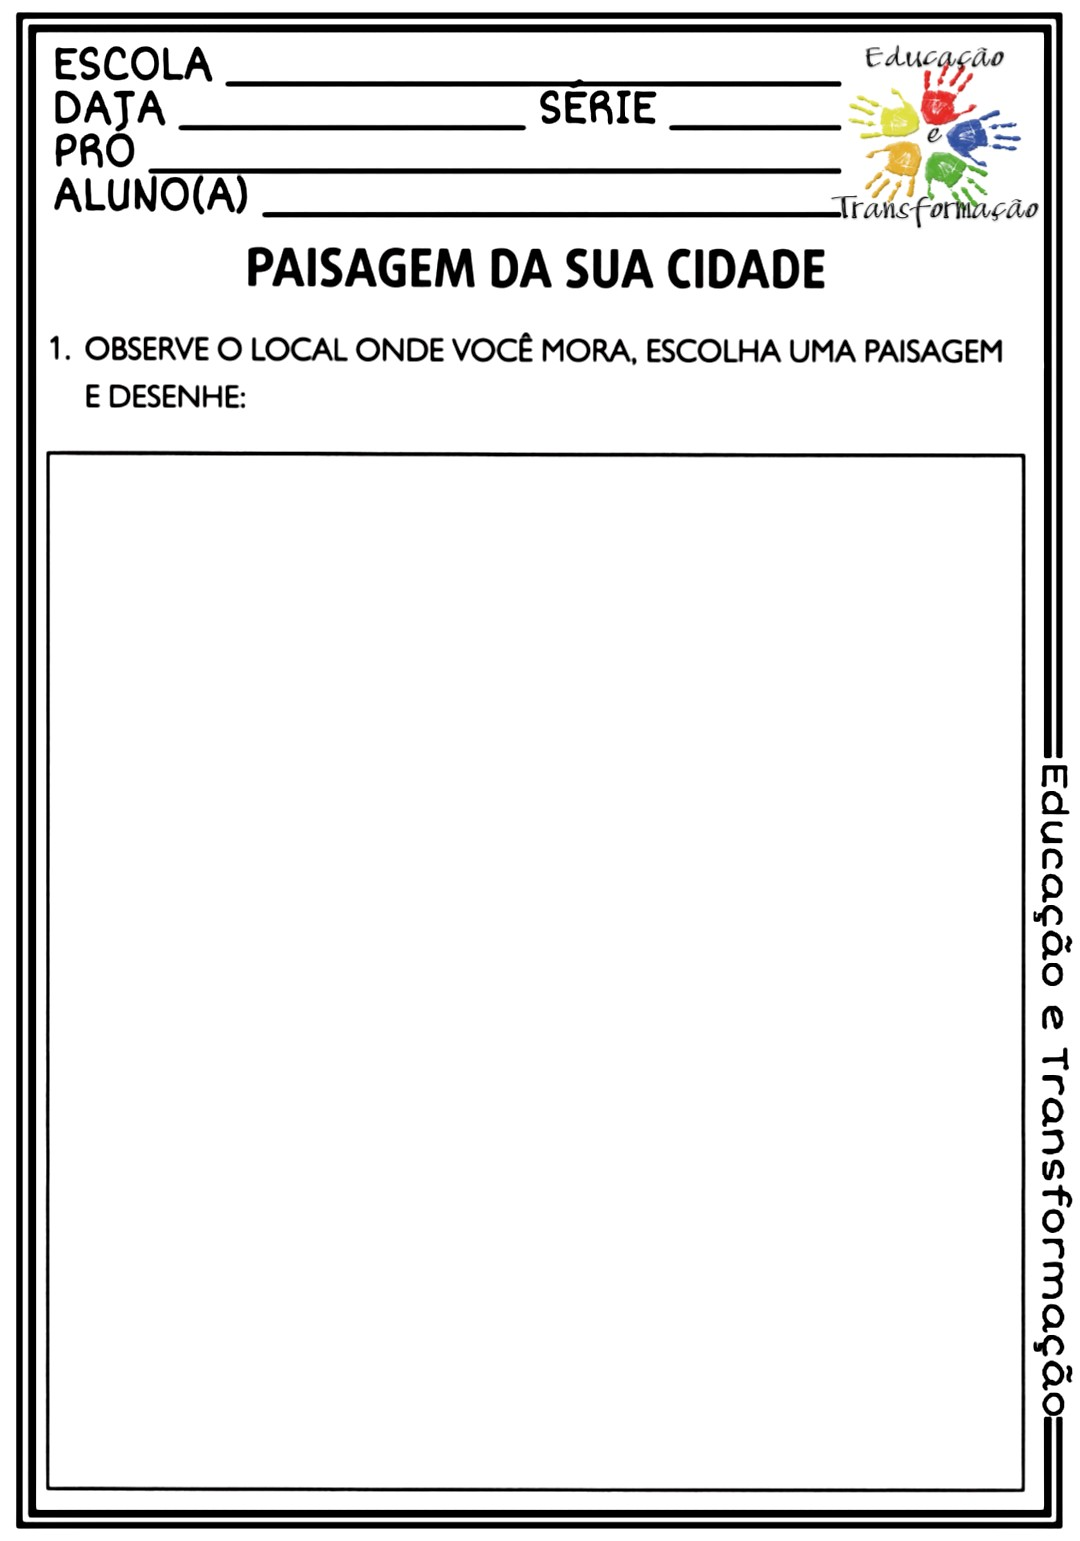 ESCOLA
DATA SÉRIE
PRÓ
ALUNO(A)
Educação
e
Transformação
PAISAGEM DA SUA CIDADE
1. OBSERVE O LOCAL ONDE VOCÊ MORA, ESCOLHA UMA PAISAGEM
E DESENHE:
Educação e Transformação